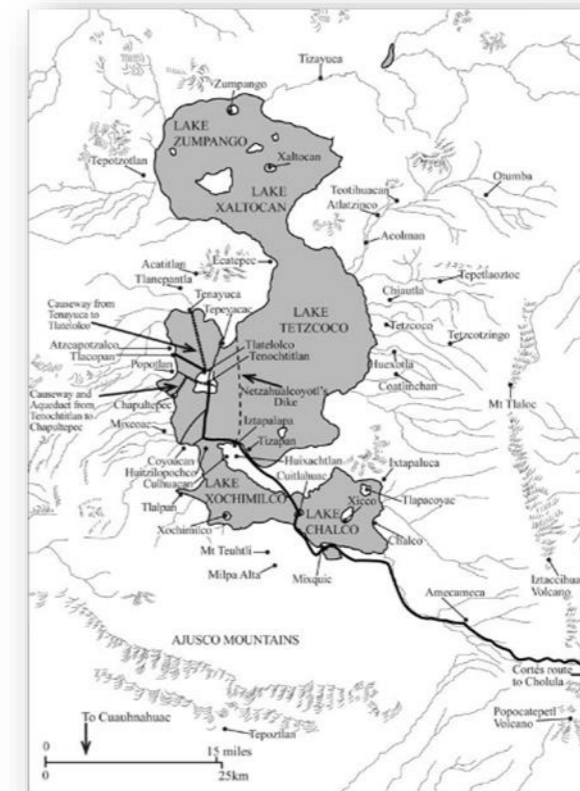 Tizayuca
Zumpango
LAKE
ZUMPANGO
Tepotzotlan
Xaltocan
LAKE
XALTOCAN
Teotihuacan
Atlatzinco
Otumba
Acolman
Ecatepec
Acatitlan
Tlanepantla
Tenayuca
Tepeyacac
Tepetlaoztoc
Chiautla
LAKE
TETZCOCO
Causeway from
Tenayuca to
Tlatelolco
Atzcapotzalco
Tlacopan
Popotlan
Tlatelolco
Tenochtitlan
Tetzcoco
Tetzcotzingo
Huexotla
Coatlinchan
Causeway and
Aqueduct from
Tenochtitlan to
Chapultepec
Chapultepec
Netzahualcoyotl's
Dike
Mt Tlaloc
Mixcoac
Iztapalapa
Tizapan
Coyoacan
Huitzilopochco
Culhuacan
Huixachtlan
Cuitlahuac
Ixtapaluca
Tlalpan
LAKE
XOCHIMILCO
Xico
Tlapacoyac
LAKE
CHALCO
Xochimilco
Chalco
Mt Teuhtli
Milpa Alta
Mixquic
Iztaccihua
Volcano
Amecameca
AJUSCO MOUNTAINS
Cortés route
to Cholula
To Cuauhnahuac
Popocatepetl
Volcano
Tepoztlan
0
15 miles
0
25km